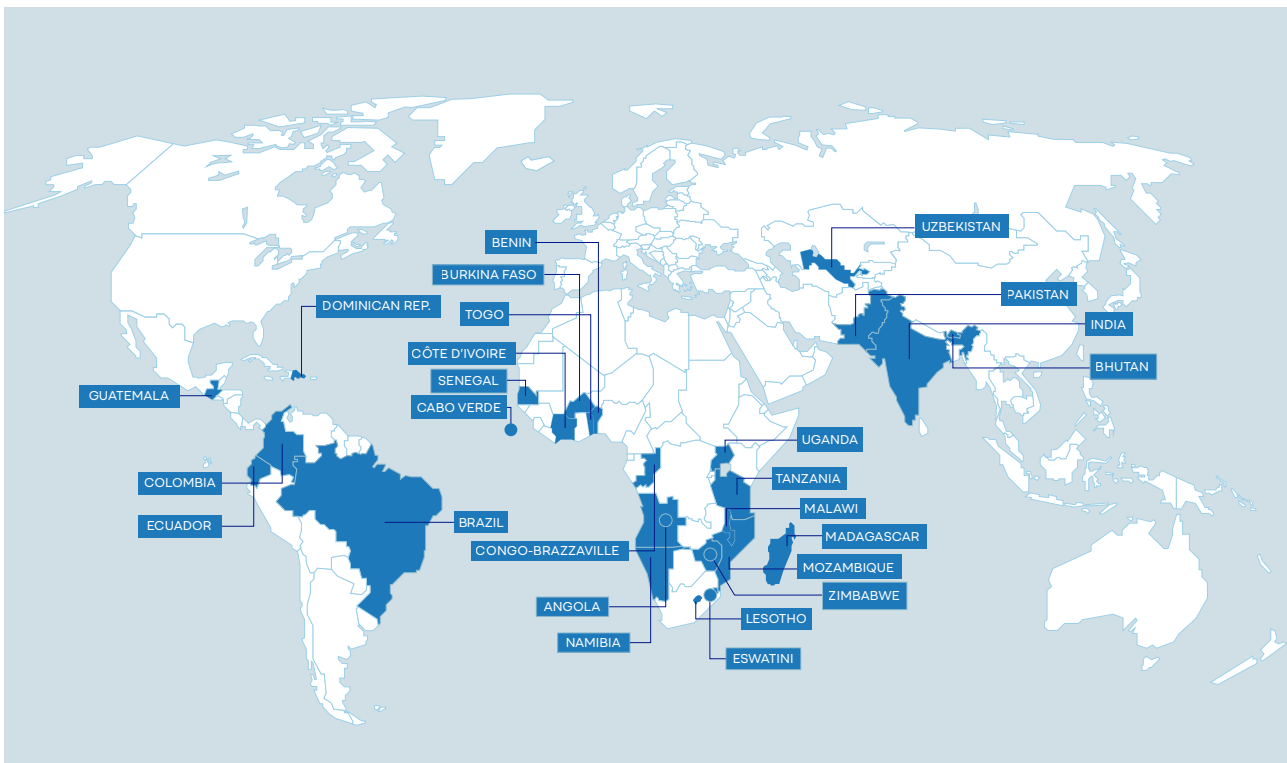 UZBEKISTAN
BENIN
BURKINA FASO
PAKISTAN
DOMINICAN REP.
TOGO
INDIA
CÔTE D'IVOIRE
BHUTAN
SENEGAL
GUATEMALA
CABO VERDE
UGANDA
TANZANIA
COLOMBIA
MALAWI
ECUADOR
BRAZIL
MADAGASCAR
CONGO-BRAZZAVILLE
MOZAMBIQUE
ZIMBABWE
ANGOLA
LESOTHO
NAMIBIA
ESWATINI